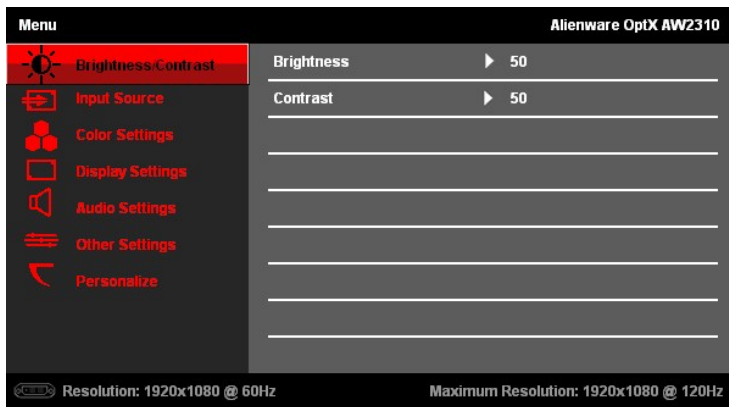 Menu Alienware OptX AW2310
Brightness/Contrast Brightness 50
Input Source Contrast 50
Color Settings
Display Settings
Audio Settings
Other Settings
Personalize
Resolution: 1920x1080 @ 60Hz Maximum Resolution: 1920x1080 @ 120Hz